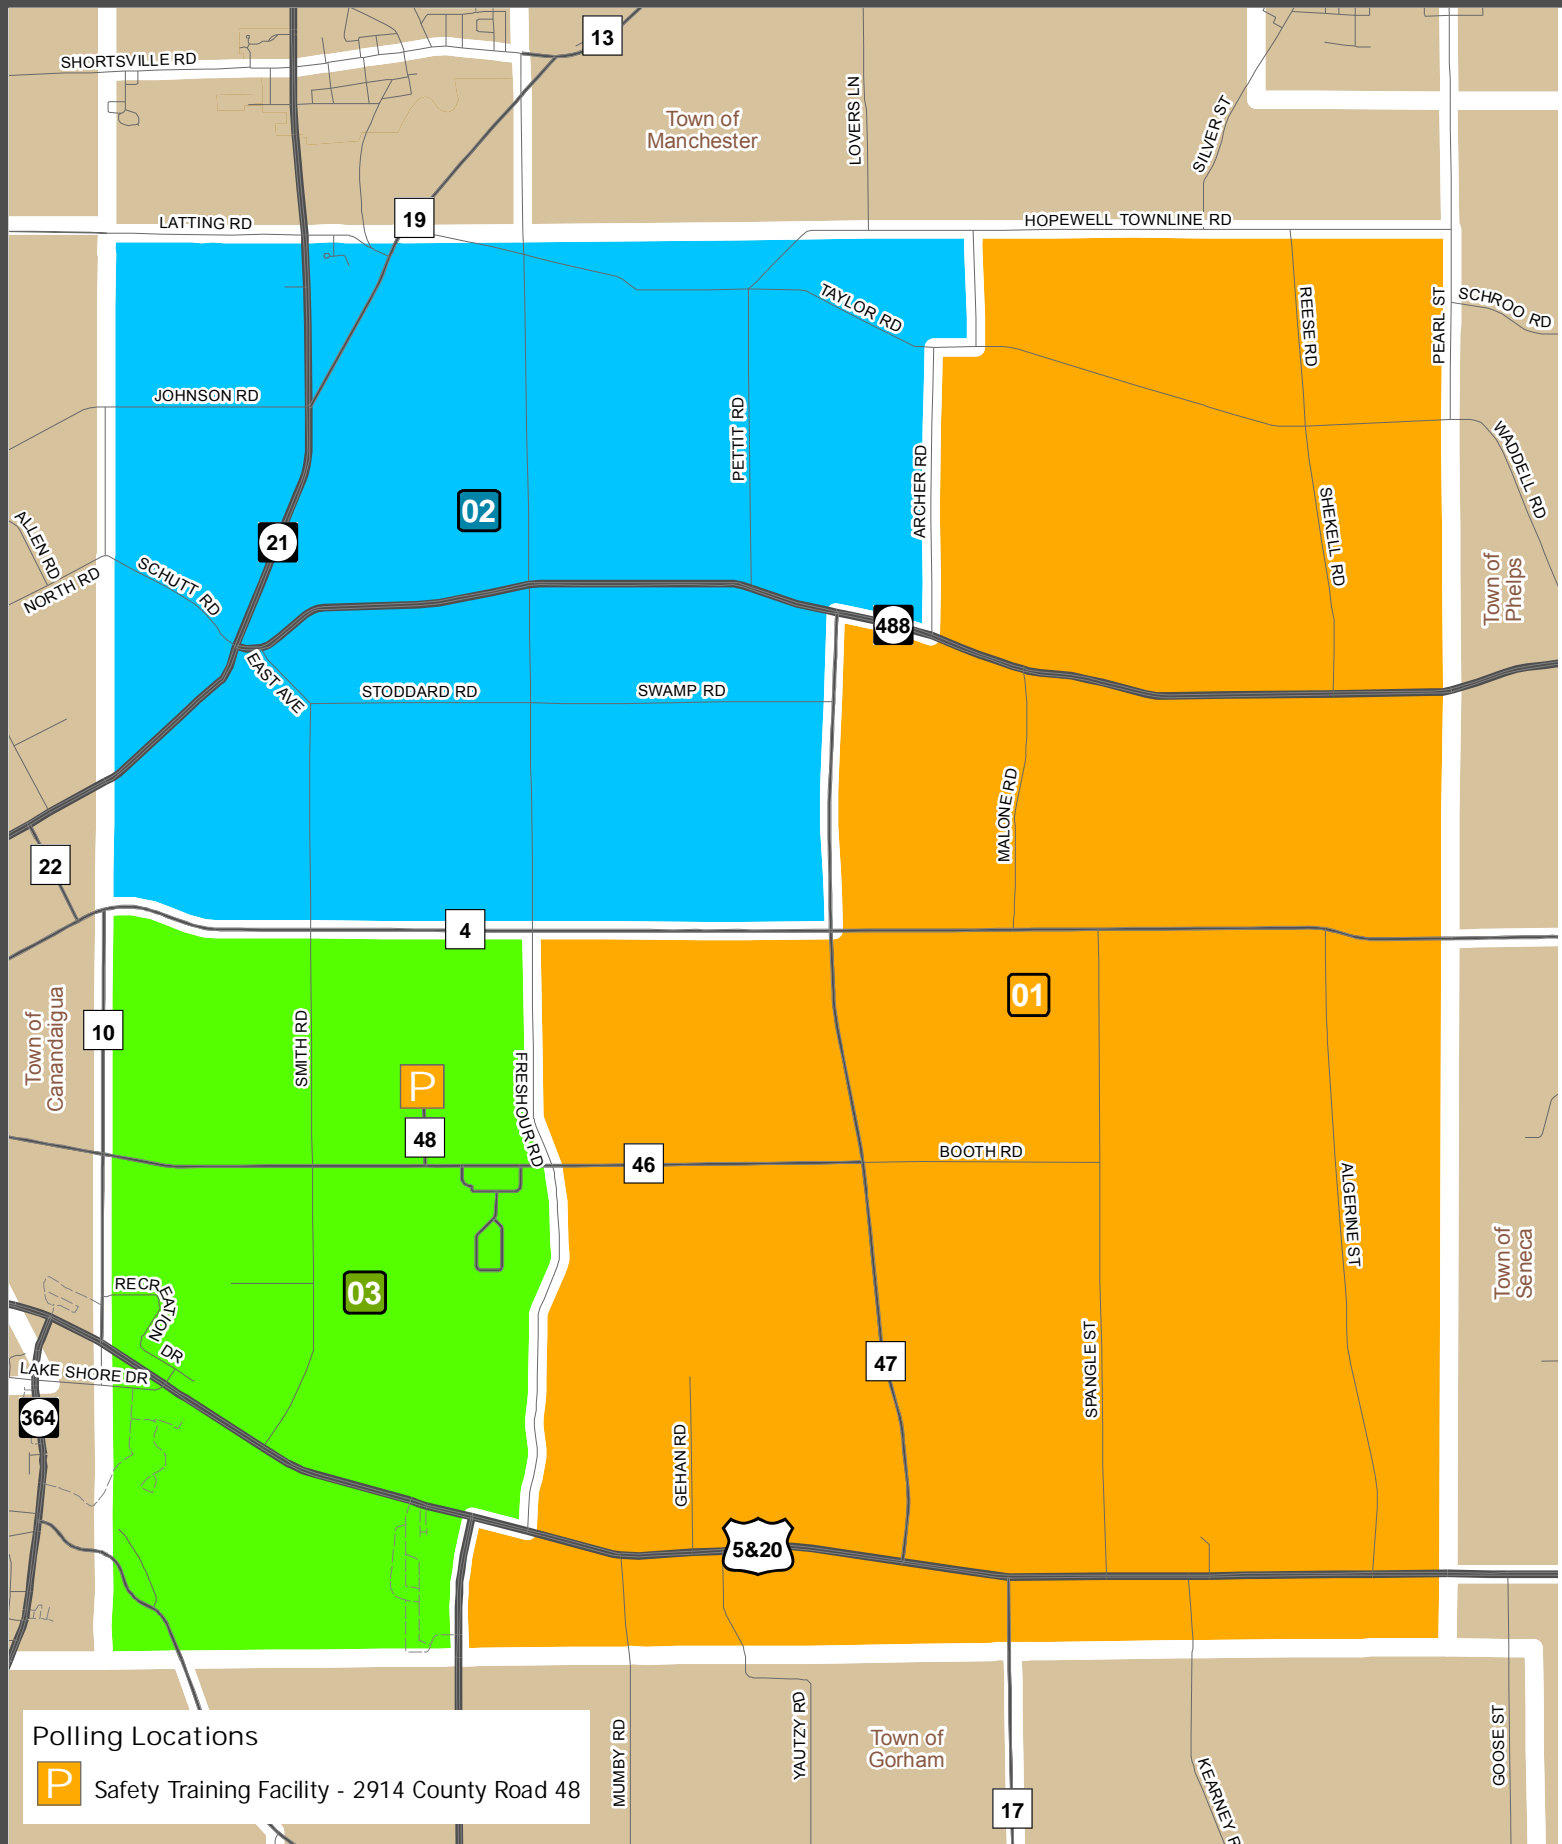 13
SHORTSVILLE RD
LOVERS LN
SILVER ST
Town of
Manchester
19
LATTING RD
HOPEWELL TOWNLINE RD
TAYLOR RD
REESE RD
PEARL ST
SCHROO RD
JOHNSON RD
PETTIT RD
ARCHER RD
WADDELL RD
02
21
SHEKELL RD
ALLEN RD
NORTH RD
SCHUTT RD
Town of
Phelps
488
EAST AVE
STODDARD RD
SWAMP RD
MALONE RD
22
4
01
Town of
Canandaigua
10
SMITH RD
P
48
FRESHOUR RD
46
BOOTH RD
ALGERINE ST
Town of
Seneca
RECREATION DR
03
LAKE SHORE DR
364
47
SPANGLE ST
GEHAN RD
5&20
Polling Locations
P Safety Training Facility - 2914 County Road 48
MUMBY RD
YAUTZY RD
Town of
Gorham
17
KEARNEY R
GOOSE ST